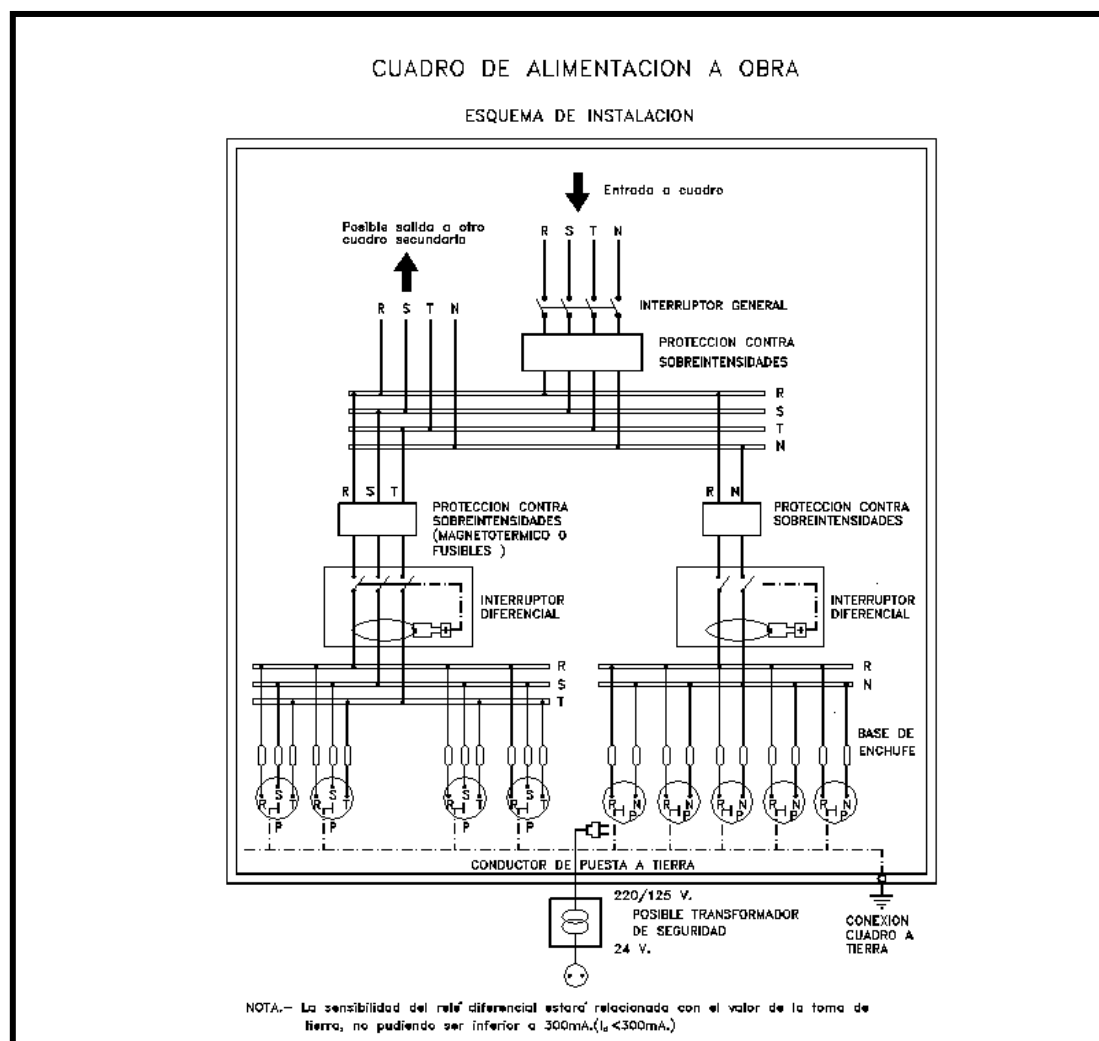 CUADRO DE ALIMENTACION A OBRA
ESQUEMA DE INSTALACION
Entrada a cuadro
Posible salida a otro
cuadro secundaria
R S T N
R S T N
INTERRUPTOR GENERAL
PROTECCION CONTRA
SOBREINTENSIDADES
R
S
T
N
R S T
R N
PROTECCION CONTRA
SOBREINTENSIDADES
(MAGNETOTERMICO O
FUSIBLES )
PROTECCION CONTRA
SOBREINTENSIDADES
INTERRUPTOR
DIFERENCIAL
INTERRUPTOR
DIFERENCIAL
R
S
T
R
N
BASE DE
ENCHUFE
R S T P
R S T P
R S T P
R S T P
R N P
R N P
R N P
R N P
R N P
CONDUCTOR DE PUESTA A TIERRA
220/125 V.
POSIBLE TRANSFORMADOR
DE SEGURIDAD
24 V.
CONEXION
CUADRO A
TIERRA
NOTA.- La sensibilidad del relé diferencial estará relacionada con el valor de la toma de
tierra, no pudiendo ser inferior a 300mA.(Id <300mA.)